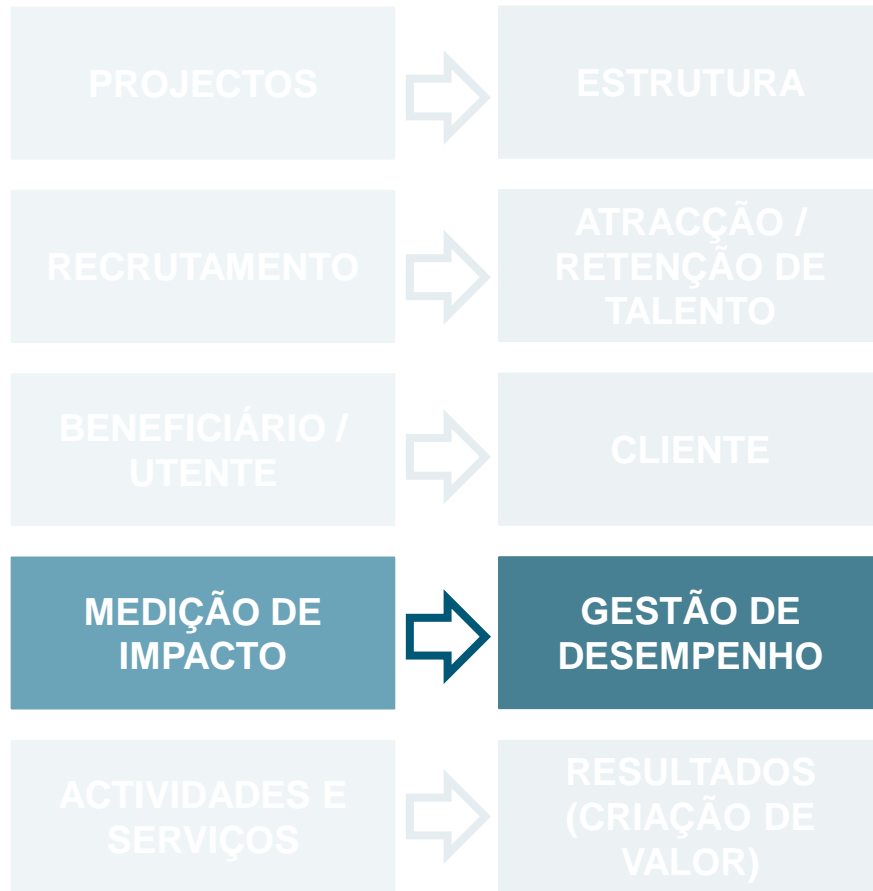 PROJECTOS
ESTRUTURA
RECRUTAMENTO
ATRACÇÃO /
RETENÇÃO DE
TALENTO
BENEFICIÁRIO /
UTENTE
CLIENTE
MEDIÇÃO DE
IMPACTO
GESTÃO DE
DESEMPENHO
ACTIVIDADES E
SERVIÇOS
RESULTADOS
(CRIAÇÃO DE
VALOR)